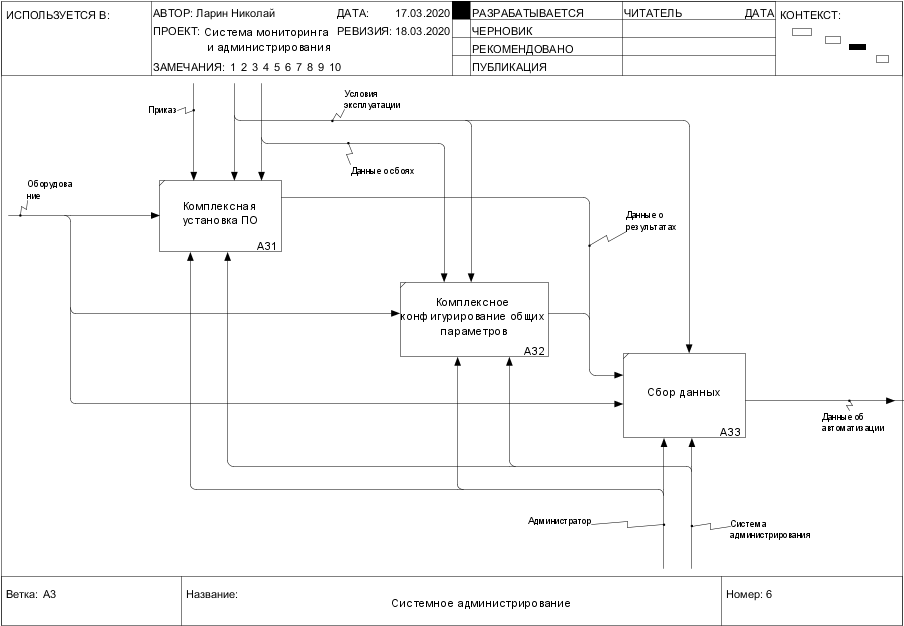 ИСПОЛЬЗУЕТСЯ В:
АВТОР: Ларин Николай
ДАТА: 17.03.2020
ПРОЕКТ: Система мониторинга
и администрирования
РЕВИЗИЯ: 18.03.2020
ЗАМЕЧАНИЯ: 1 2 3 4 5 6 7 8 9 10
РАЗРАБАТЫВАЕТСЯ
ЧЕРНОВИК
РЕКОМЕНДОВАНО
ПУБЛИКАЦИЯ
ЧИТАТЕЛЬ
ДАТА
КОНТЕКСТ:
Приказ
Условия
эксплуатации
Данные о сбоях
Оборудова
ние
Комплексная
установка ПО
А31
Данные о
результатах
Комплексное
конфигурирование общих
параметров
А32
Сбор данных
А33
Данные об
автоматизации
Администратор
Система
администрирования
Ветка: А3
Название:
Системное администрирование
Номер: 6